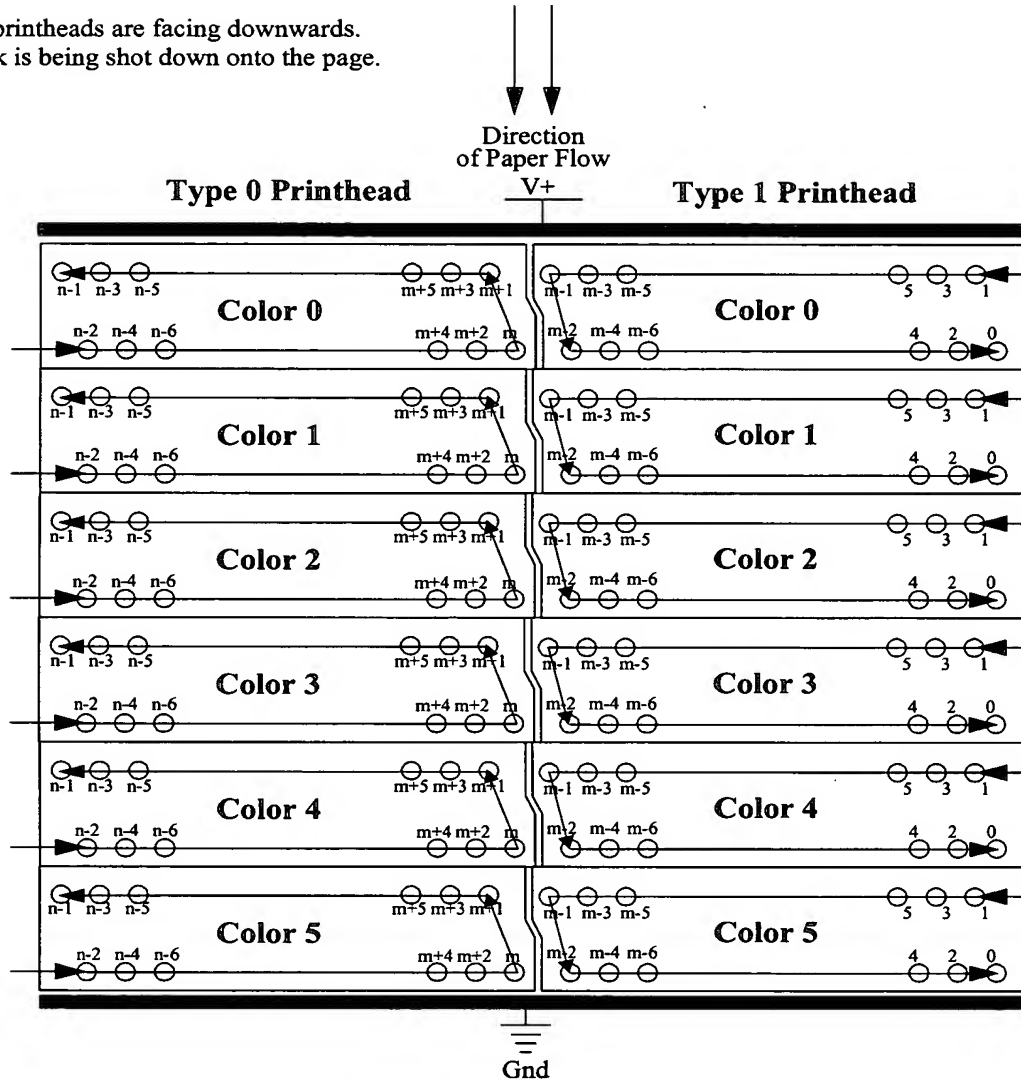 printheads are facing downwards.
k is being shot down onto the page.
Direction
of Paper Flow
V+
Type 0 Printhead
Type 1 Printhead
n-1 n-3 n-5
m+5 m+3 m+1
m-1 m-3 m-5
5 3 1
Color 0
Color 0
n-2 n-4 n-6
m+4 m+2 m
m-2 m-4 m-6
4 2 0
n-1 n-3 n-5
m+5 m+3 m+1
m-1 m-3 m-5
5 3 1
Color 1
Color 1
n-2 n-4 n-6
m+4 m+2 m
m-2 m-4 m-6
4 2 0
n-1 n-3 n-5
m+5 m+3 m+1
m-1 m-3 m-5
5 3 1
Color 2
Color 2
n-2 n-4 n-6
m+4 m+2 m
m-2 m-4 m-6
4 2 0
n-1 n-3 n-5
m+5 m+3 m+1
m-1 m-3 m-5
5 3 1
Color 3
Color 3
n-2 n-4 n-6
m+4 m+2 m
m-2 m-4 m-6
4 2 0
n-1 n-3 n-5
m+5 m+3 m+1
m-1 m-3 m-5
5 3 1
Color 4
Color 4
n-2 n-4 n-6
m+4 m+2 m
m-2 m-4 m-6
4 2 0
n-1 n-3 n-5
m+5 m+3 m+1
m-1 m-3 m-5
5 3 1
Color 5
Color 5
n-2 n-4 n-6
m+4 m+2 m
m-2 m-4 m-6
4 2 0
Gnd